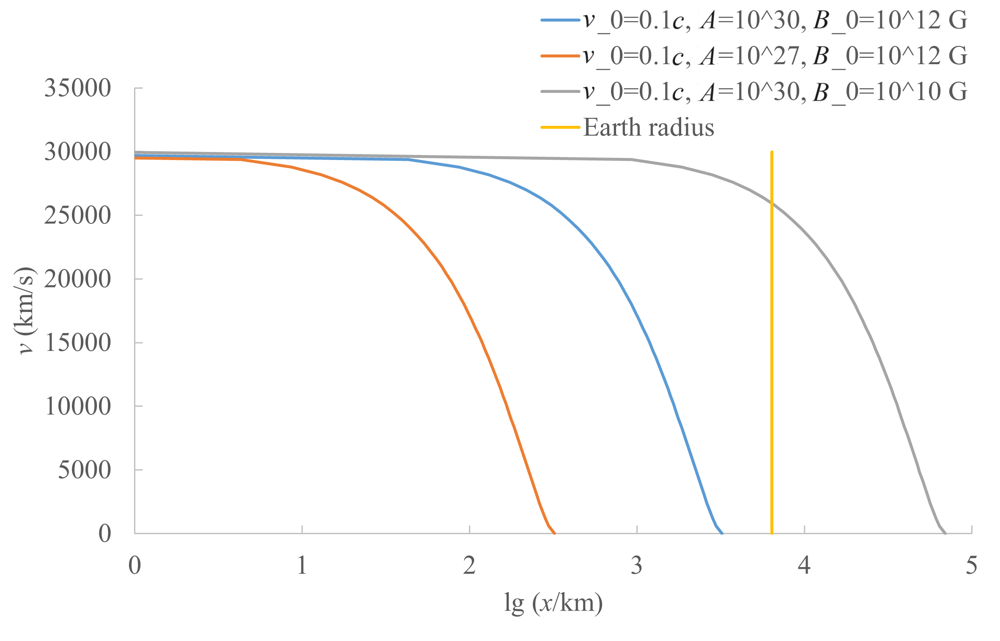 v_0=0.1c, A=10^30, B_0=10^12 G
v_0=0.1c, A=10^27, B_0=10^12 G
v_0=0.1c, A=10^30, B_0=10^10 G
Earth radius
35000
30000
25000
20000
15000
10000
5000
0
v (km/s)
0 1 2 3 4 5
lg (x/km)